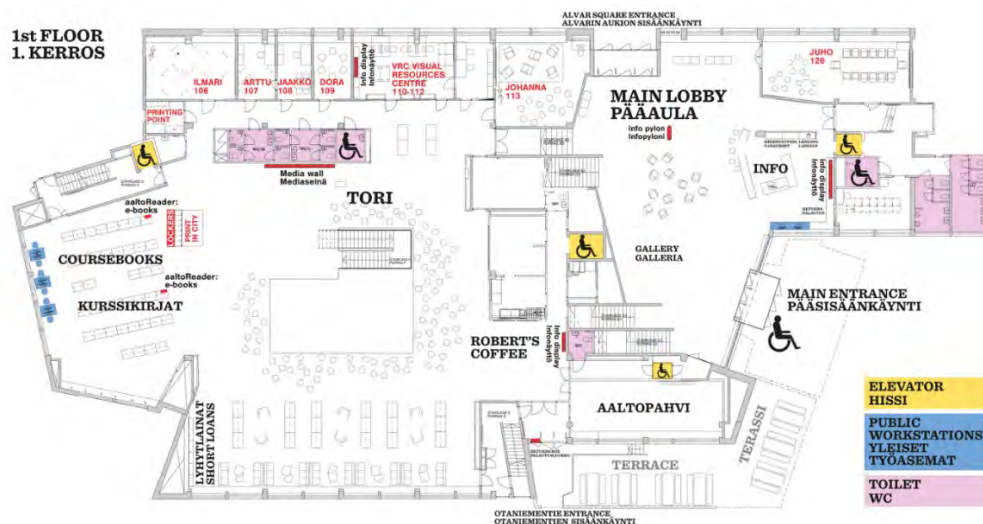 1st FLOOR
1. KERROS
ALVAR SQUARE ENTRANCE
ALVARIN AUKION SISÄÄNKÄYNTI
ILMARI
106
ARTTU
107
JAAKKO
108
DORA
109
Info display
Infonäyttö
VRC VISUAL
RESOURCES
CENTRE
110-112
JOHANNA
113
JUHO
126
MAIN LOBBY
PÄÄAULA
info pylon
infopyloni
PRINTING
POINT
INFO
Info display
Infonäyttö
Media wall
Mediaseinä
TORI
aaltoReader:
e-books
LOCKERS
PRINT
IN CITY
COURSEBOOKS
aaltoReader:
e-books
KURSSIKIRJAT
GALLERY
GALLERIA
MAIN ENTRANCE
PÄÄSISÄÄNKÄYNTI
ROBERT'S
COFFEE
Info display
Infonäyttö
AALTOPAHVI
LYHYTLAINAT
SHORT LOANS
TERRACE
TERASSI
OTANIEMENTIE ENTRANCE
OTANIEMENTIEN SISÄÄNKÄYNTI
ELEVATOR
HISSI
PUBLIC
WORKSTATIONS
YLEISET
TYÖASEMAT
TOILET
WC